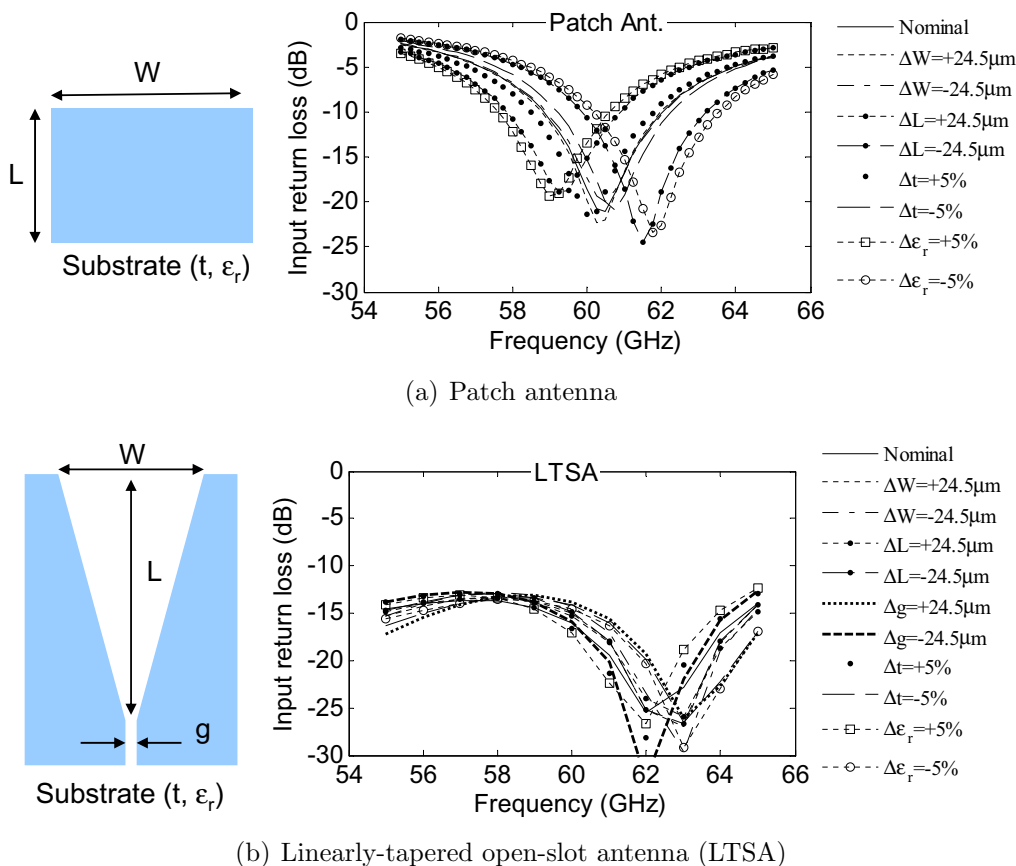 W
L
Substrate (t, εr)
Patch Ant.
Input return loss (dB)
0
-5
-10
-15
-20
-25
-30
54
56
58
60
62
64
66
Frequency (GHz)
Nominal
ΔW=+24.5μm
ΔW=-24.5μm
ΔL=+24.5μm
ΔL=-24.5μm
Δt=+5%
Δt=-5%
Δεr=+5%
Δεr=-5%
(a) Patch antenna
W
L
g
Substrate (t, εr)
LTSA
Input return loss (dB)
0
-5
-10
-15
-20
-25
-30
54
56
58
60
62
64
66
Frequency (GHz)
Nominal
ΔW=+24.5μm
ΔW=-24.5μm
ΔL=+24.5μm
ΔL=-24.5μm
Δg=+24.5μm
Δg=-24.5μm
Δt=+5%
Δt=-5%
Δεr=+5%
Δεr=-5%
(b) Linearly-tapered open-slot antenna (LTSA)